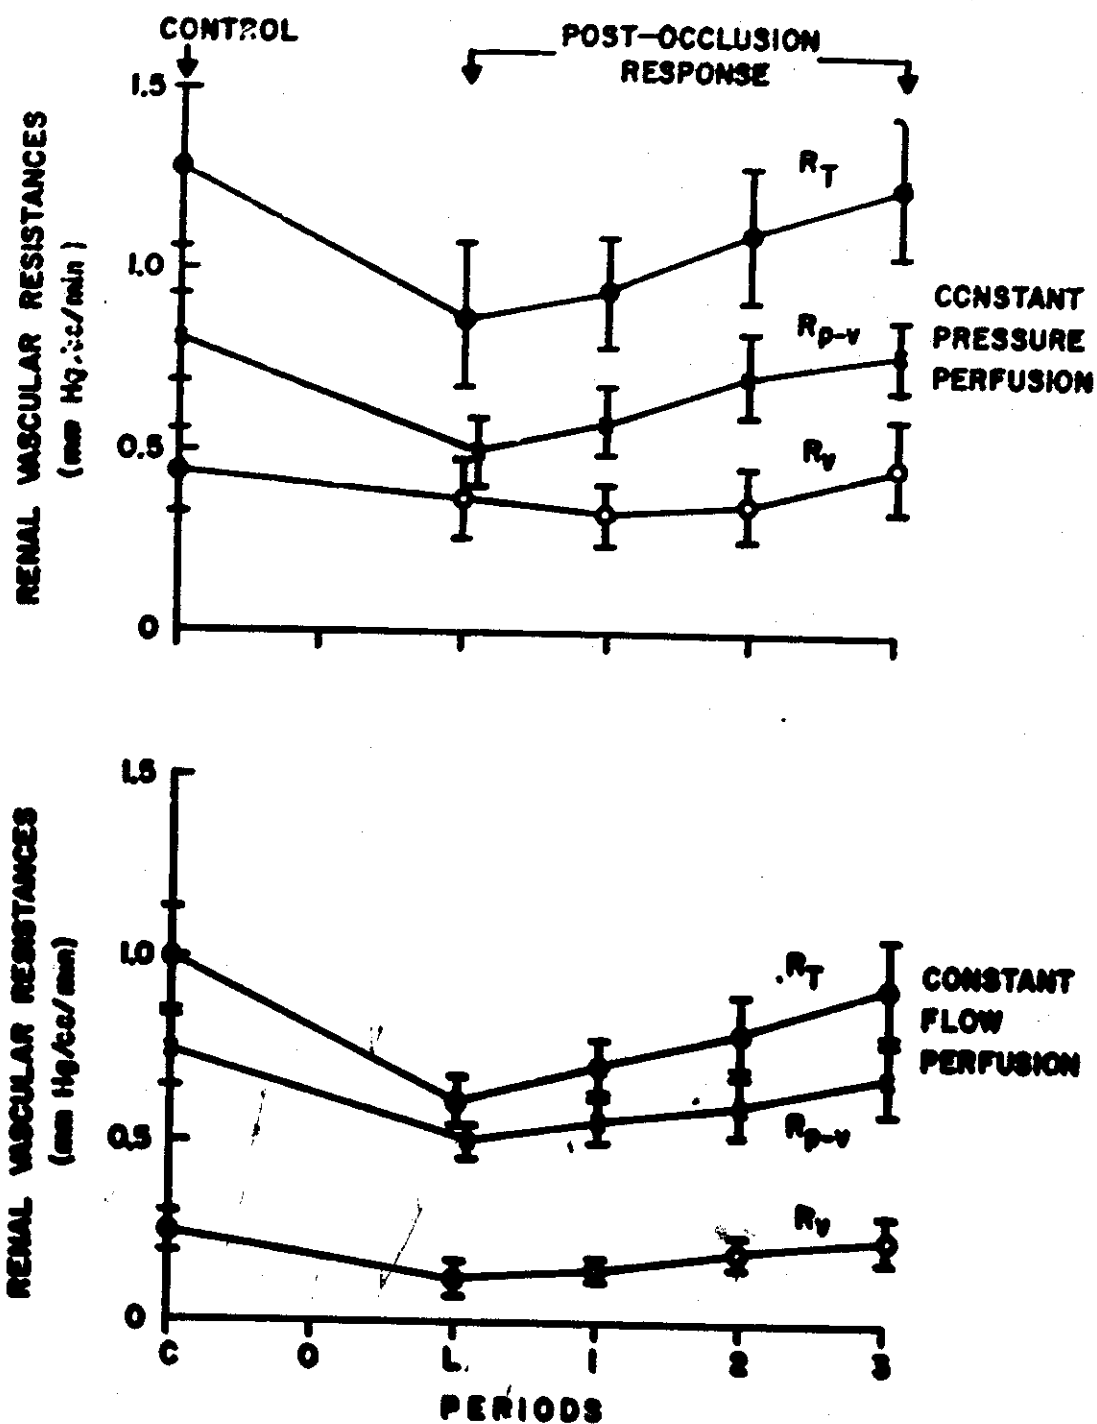 CONTROL
POST-OCCLUSION
RESPONSE
RENAL VASCULAR RESISTANCES
1.5
1.0
0.5
0
R_T
R_p-v
R_v
CONSTANT
PRESSURE
PERFUSION
RENAL VASCULAR RESISTANCES
(mm Hg/cc/min)
1.5
1.0
0.5
0
R_T
R_p-v
R_v
CONSTANT
FLOW
PERFUSION
C O L 1 2 3
PERIODS